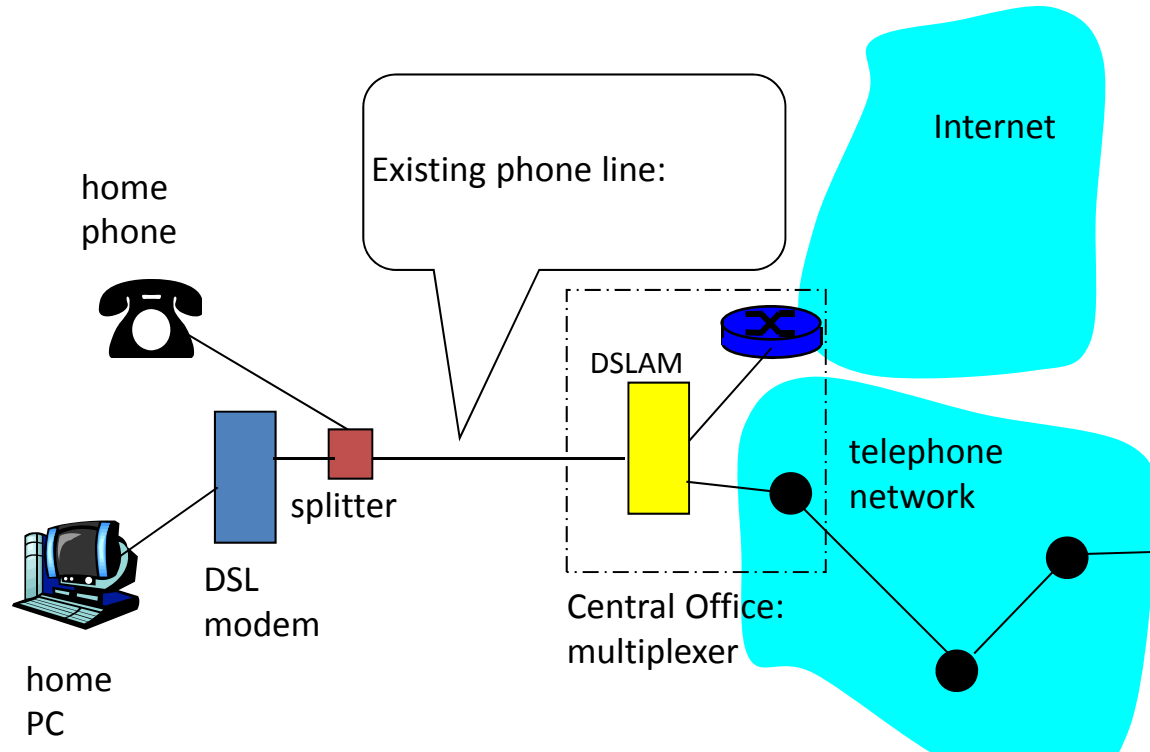 Internet
Existing phone line:
home
phone
DSLAM
telephone
network
splitter
DSL
modem
Central Office:
multiplexer
home
PC